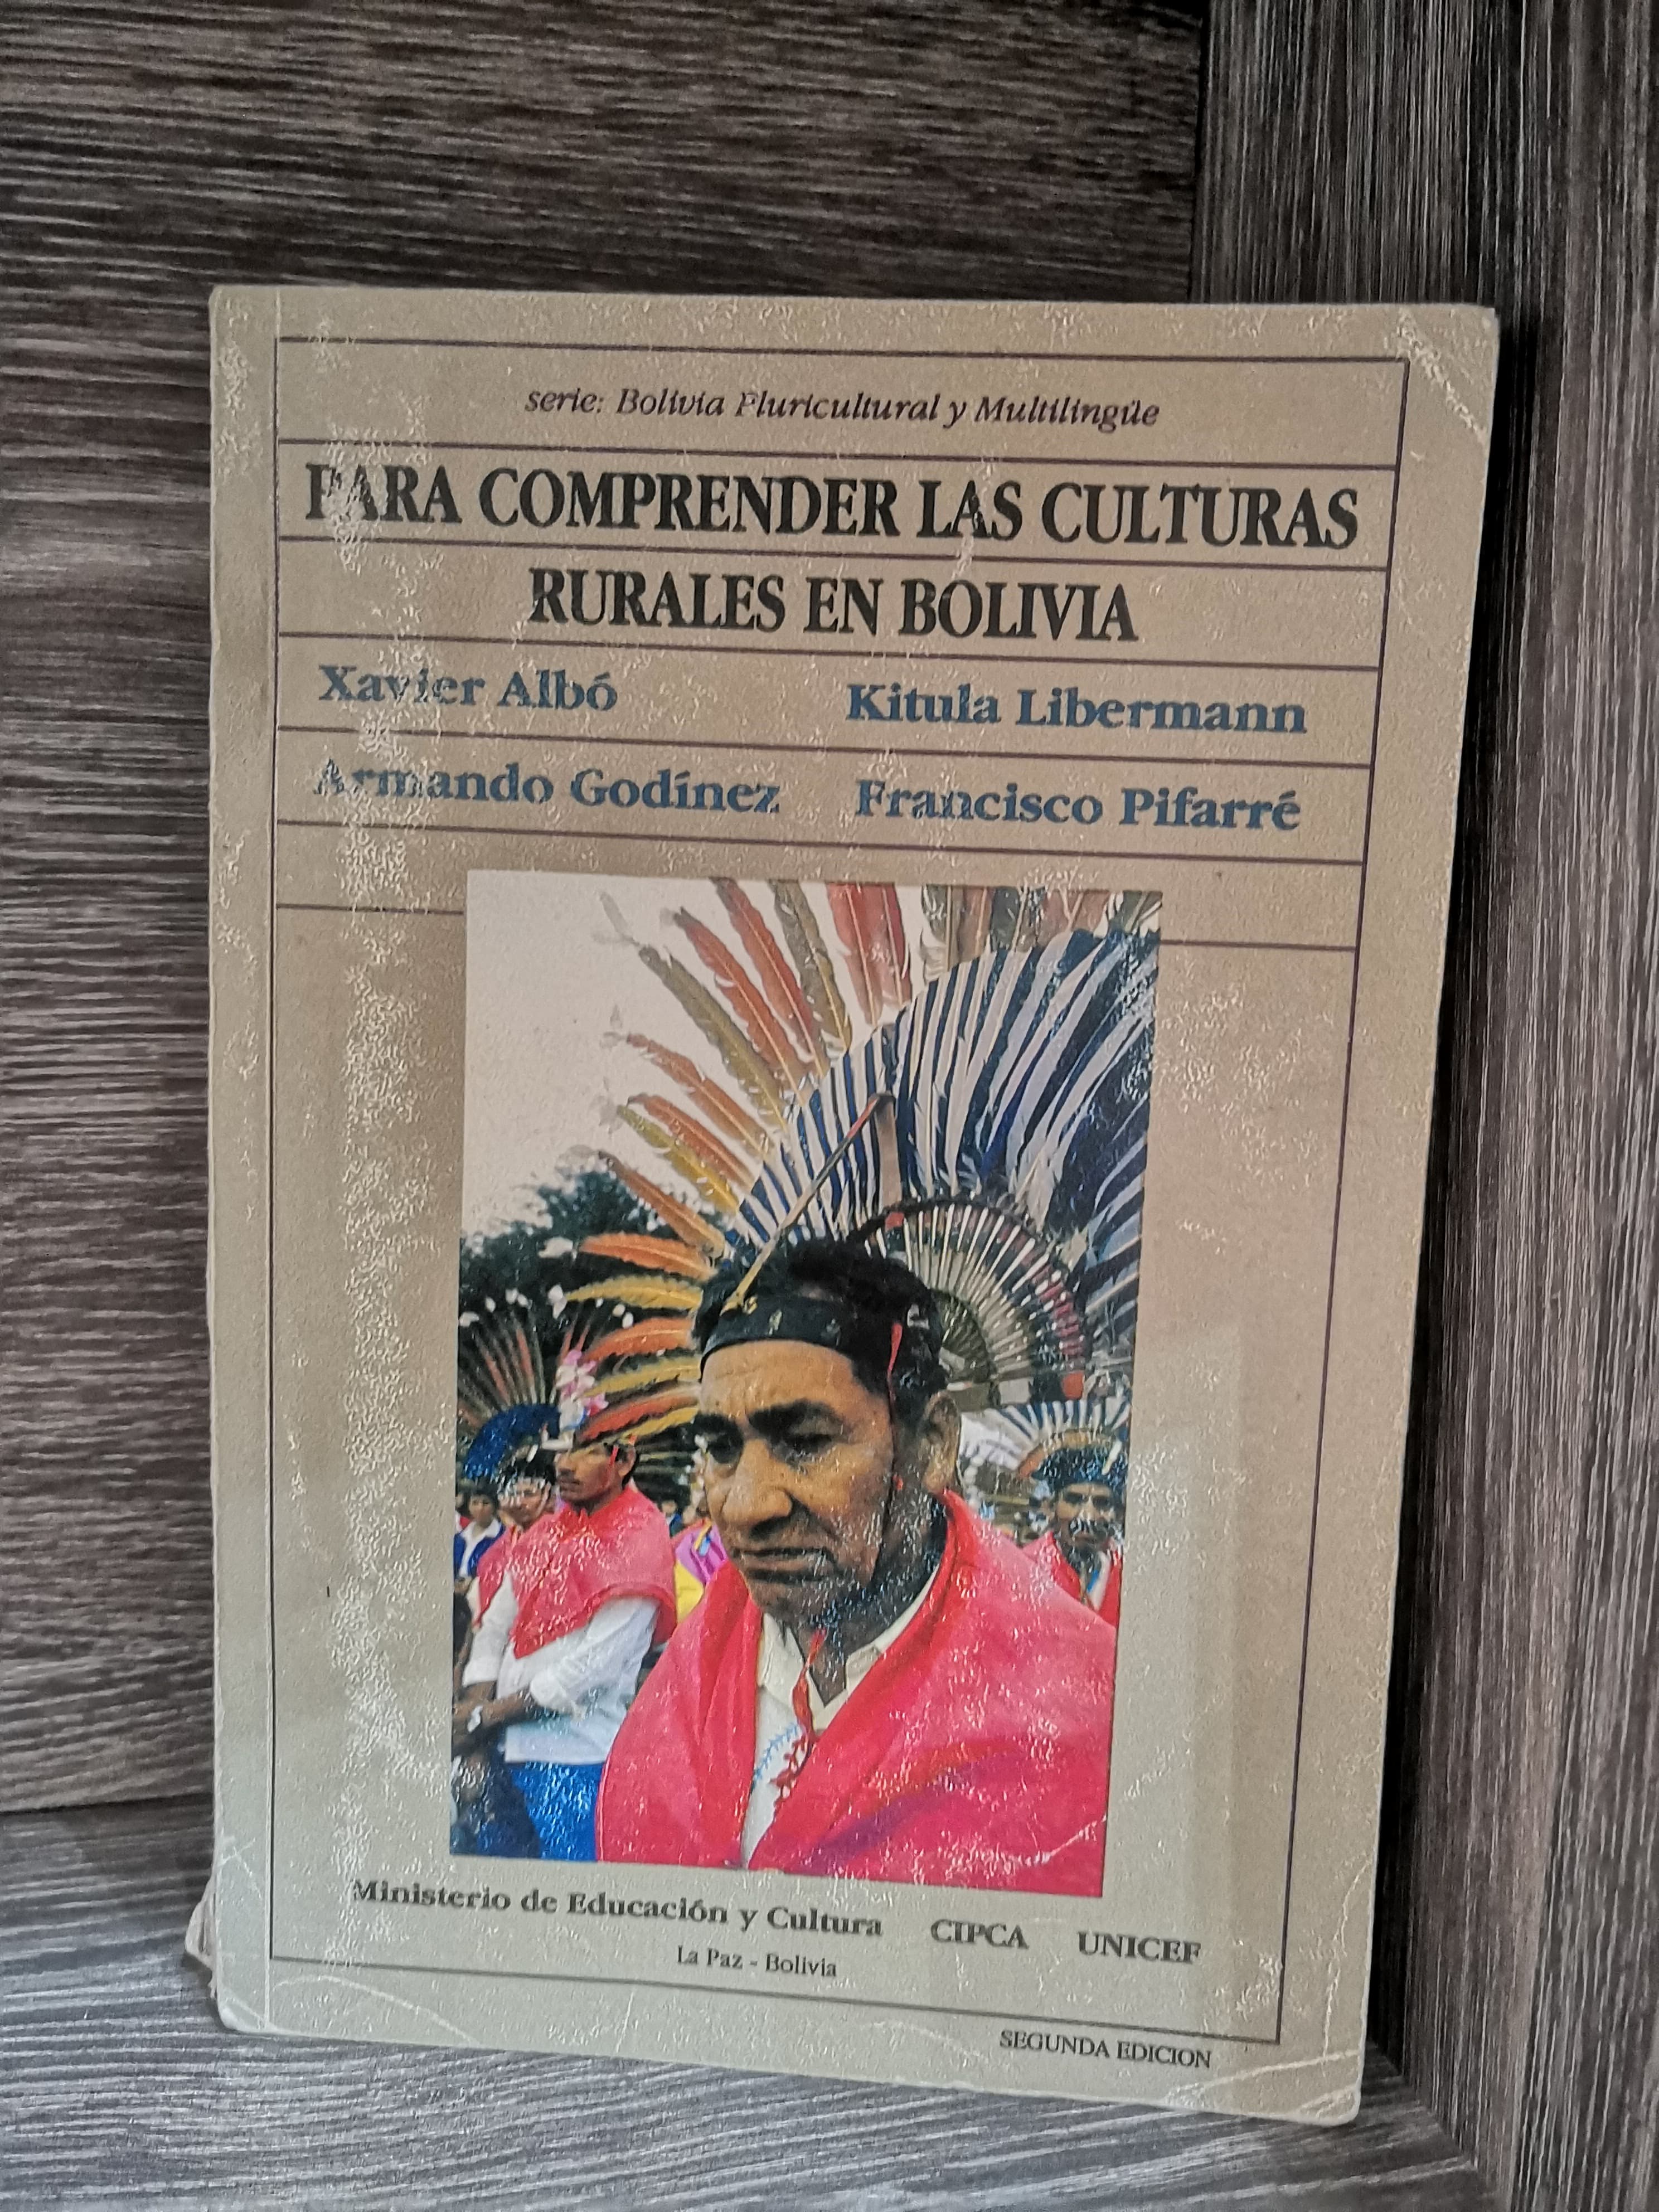 serie: Bolivia Pluricultural y Multilingüe
PARA COMPRENDER LAS CULTURAS
RURALES EN BOLIVIA
Xavier Albó Kitula Libermann
Armando Godínez Francisco Pifarré
Ministerio de Educación y Cultura CIPCA UNICEF
La Paz - Bolivia
SEGUNDA EDICION